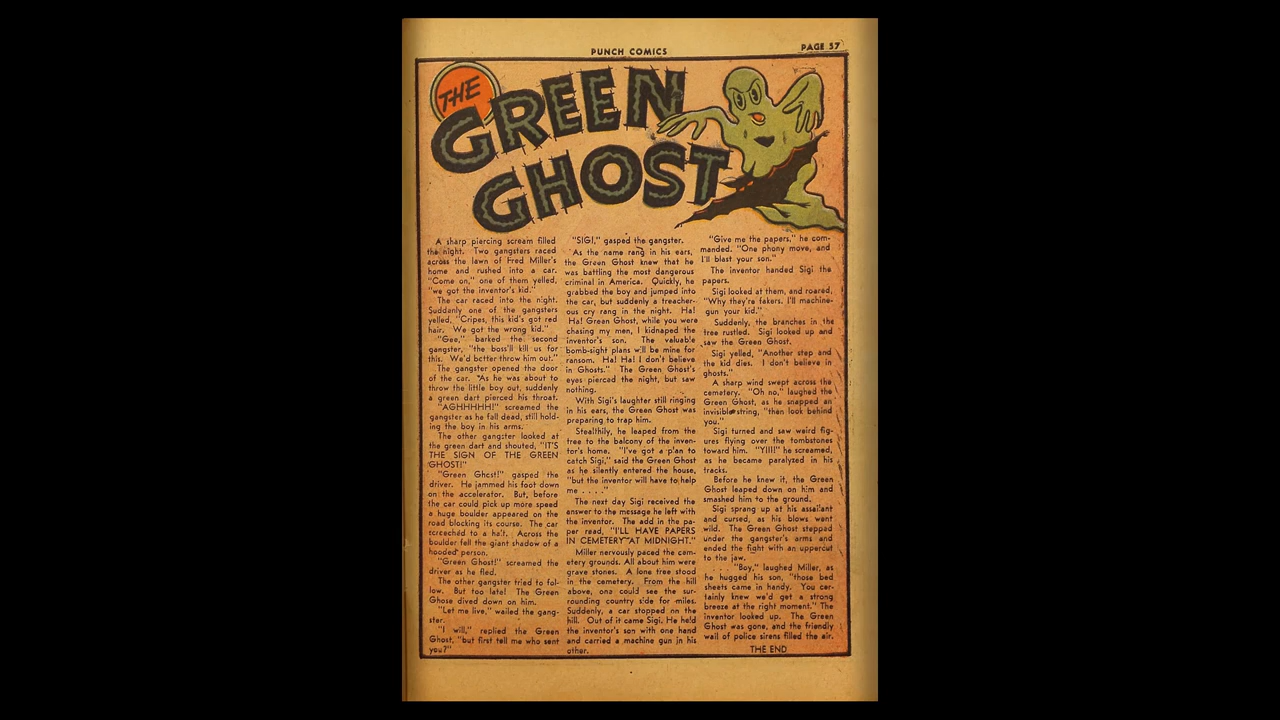 PUNCH COMICS
PAGE 57
THE
GREEN
GHOST
A sharp piercing scream filled
the night. Two gangsters raced
across the lawn of Fred Miller's
home and rushed into a car.
"Come on," one of them yelled,
"we got the inventor's kid."
The car raced into the night.
Suddenly one of the gangsters
yelled, "Cripes, this kid's got red
hair. We got the wrong kid."
"Gee," barked the second
gangster, "the boss'll kill us for
this. We'd better throw him out."
The gangster opened the door
of the car. "As he was about to
throw the little boy out, suddenly
a green dart pierced his throat.
"AGHHHHH!" screamed the
gangster as he fall dead, still hold-
ing the boy in his arms.
The other gangster looked at
the green dart and shouted, "IT'S
THE SIGN OF THE GREEN
GHOST!"
"Green Ghost!" gasped the
driver. He jammed his foot down
on the accelerator. But, before
the car could pick up more speed
a huge boulder appeared on the
road blocking its course. The car
screeched to a halt. Across the
boulder fell the giant shadow of a
hooded person.
"Green Ghost!" screamed the
driver as he fled.
The other gangster tried to fol-
low. But too late! The Green
Ghose dived down on him.
"Let me live," wailed the gang-
ster.
"I will," replied the Green
Ghost, "but first tell me who sent
you?"
"SIGI," gasped the gangster.
As the name rang in his ears,
the Green Ghost knew that he
was battling the most dangerous
criminal in America. Quickly, he
grabbed the boy and jumped into
the car, but suddenly a treacher-
ous cry rang in the night. Ha!
Ha! Green Ghost, while you were
chasing my men, I kidnaped the
inventor's son. The valuable
bomb-sight plans will be mine for
ransom. Ha! Ha! I don't believe
in Ghosts." The Green Ghost's
eyes pierced the night, but saw
nothing.
With Sigi's laughter still ringing
in his ears, the Green Ghost was
preparing to trap him.
Stealthily, he leaped from the
tree to the balcony of the inven-
tor's home. "I've got a plan to
catch Sigi," said the Green Ghost
as he silently entered the house,
"but the inventor will have to help
me . . . ."
The next day Sigi received the
answer to the message he left with
the inventor. The add in the pa-
per read, "I'LL HAVE PAPERS
IN CEMETERY AT MIDNIGHT."
Miller nervously paced the cem-
etery grounds. All about him were
grave stones. A lone tree stood
in the cemetery. From the hill
above, one could see the sur-
rounding country side for miles.
Suddenly, a car stopped on the
hill. Out of it came Sigi. He held
the inventor's son with one hand
and carried a machine gun in his
other.
"Give me the papers," he com-
manded. "One phony move, and
I'll blast your son."
The inventor handed Sigi the
papers.
Sigi looked at them, and roared,
"Why they're fakers. I'll machine-
gun your kid."
Suddenly, the branches in the
tree rustled. Sigi looked up and
saw the Green Ghost.
Sigi yelled, "Another step and
the kid dies. I don't believe in
ghosts."
A sharp wind swept across the
cemetery. "Oh no," laughed the
Green Ghost, as he snapped an
invisible string, "then look behind
you."
Sigi turned and saw weird fig-
ures flying over the tombstones
toward him. "YIII!" he screamed,
as he became paralyzed in his
tracks.
Before he knew it, the Green
Ghost leaped down on him and
smashed him to the ground.
Sigi sprang up at his assailant
and cursed, as his blows went
wild. The Green Ghost stepped
under the gangster's arms and
ended the fight with an uppercut
to the jaw.
. . . "Boy," laughed Miller, as
he hugged his son, "those bed
sheets came in handy. You cer-
tainly knew we'd get a strong
breeze at the right moment." The
inventor looked up. The Green
Ghost was gone, and the friendly
wail of police sirens filled the air.
THE END